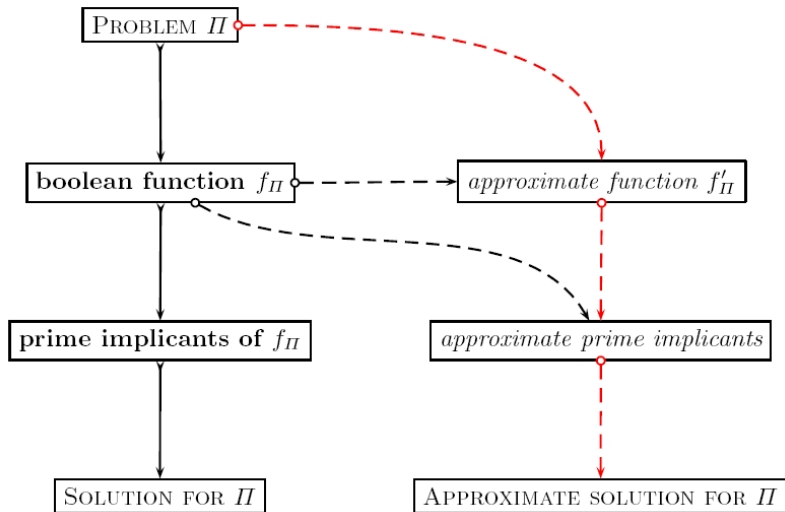 PROBLEM Π
boolean function f_Π
approximate function f'_Π
prime implicants of f_Π
approximate prime implicants
SOLUTION FOR Π
APPROXIMATE SOLUTION FOR Π